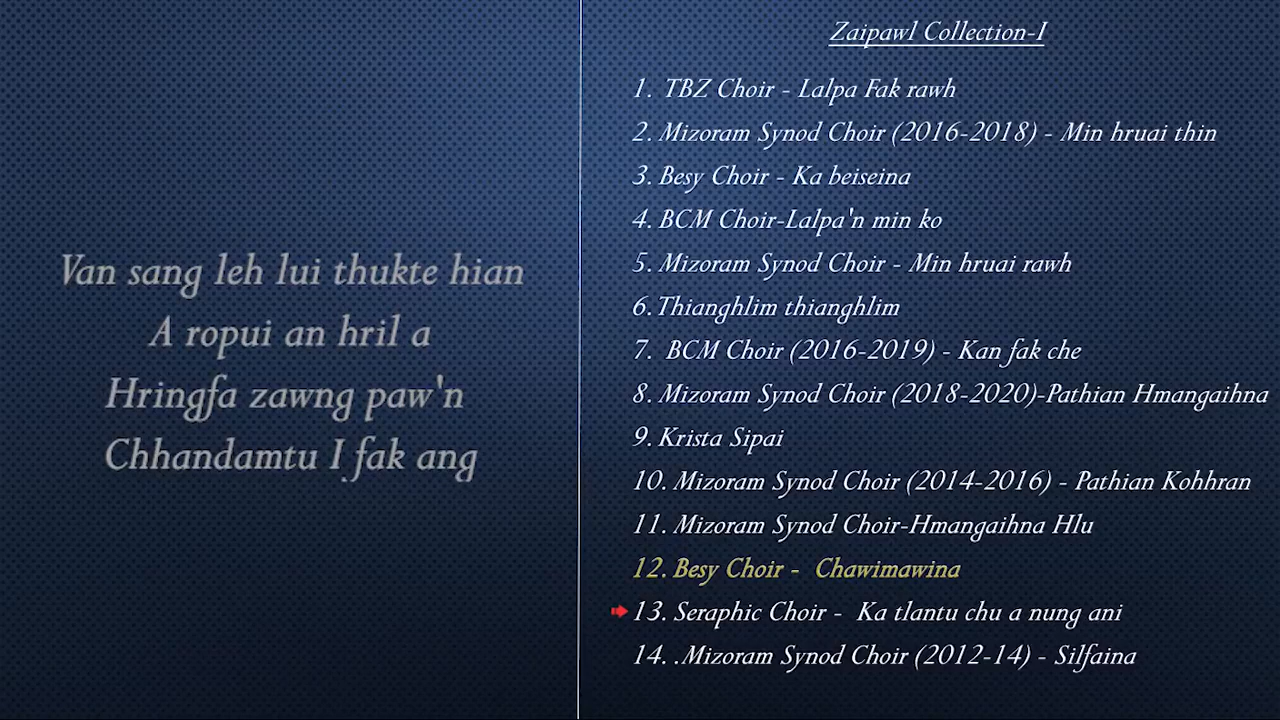 Van sang leh lui thukte hian
A ropui an hril a
Hringfa zawng paw'n
Chhandamtu I fak ang
Zaipawl Collection-I
1. TBZ Choir - Lalpa Fak rawh
2. Mizoram Synod Choir (2016-2018) - Min hruai thin
3. Besy Choir - Ka beiseina
4. BCM Choir-Lalpa'n min ko
5. Mizoram Synod Choir - Min hruai rawh
6. Thianghlim thianghlim
7. BCM Choir (2016-2019) - Kan fak che
8. Mizoram Synod Choir (2018-2020)-Pathian Hmangaihna
9. Krista Sipai
10. Mizoram Synod Choir (2014-2016) - Pathian Kohhran
11. Mizoram Synod Choir-Hmangaihna Hlu
12. Besy Choir - Chawimawina
13. Seraphic Choir - Ka tlantu chu a nung ani
14. .Mizoram Synod Choir (2012-14) - Silfaina